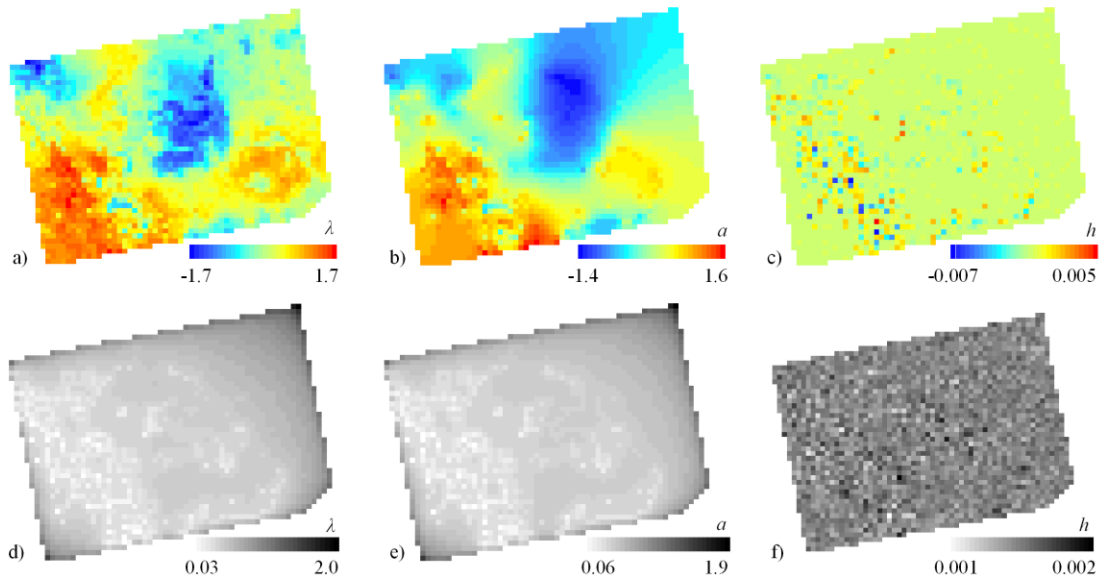 λ
a
h
a)
-1.7 1.7
b)
-1.4 1.6
c)
-0.007 0.005
λ
a
h
d)
0.03 2.0
e)
0.06 1.9
f)
0.001 0.002